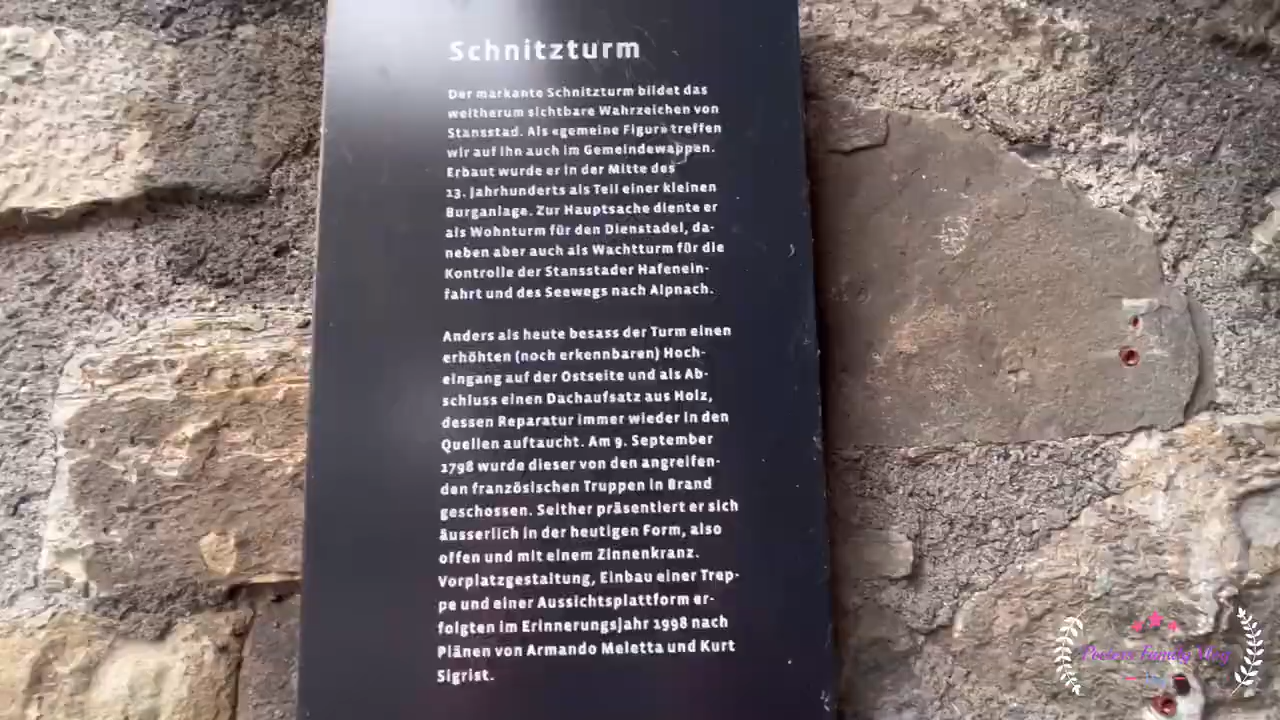 Schnitzturm
Der markante Schnitzturm bildet das
weitherum sichtbare Wahrzeichen von
Stansstad. Als «gemeine Figur» treffen
wir auf ihn auch im Gemeindewappen.
Erbaut wurde er in der Mitte des
13. Jahrhunderts als Teil einer kleinen
Burganlage. Zur Hauptsache diente er
als Wohnturm für den Dienstadel, da-
neben aber auch als Wachtturm für die
Kontrolle der Stansstader Hafenein-
fahrt und des Seewegs nach Alpnach.
Anders als heute besass der Turm einen
erhöhten (noch erkennbaren) Hoch-
eingang auf der Ostseite und als Ab-
schluss einen Dachaufsatz aus Holz,
dessen Reparatur immer wieder in den
Quellen auftaucht. Am 9. September
1798 wurde dieser von den angreifen-
den französischen Truppen in Brand
geschossen. Seither präsentiert er sich
äusserlich in der heutigen Form, also
offen und mit einem Zinnenkranz.
Vorplatzgestaltung, Einbau einer Trep-
pe und einer Aussichtsplattform er-
folgten im Erinnerungsjahr 1998 nach
Plänen von Armando Meletta und Kurt
Sigrist.
Family Vlog